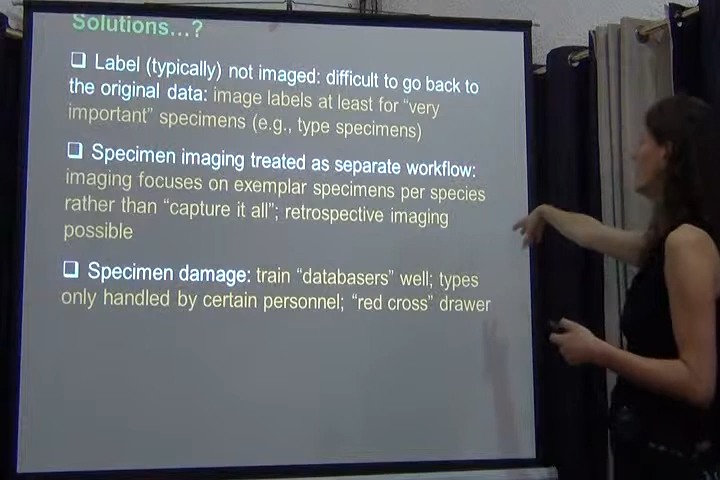 Solutions...?
❑ Label (typically) not imaged: difficult to go back to
the original data: image labels at least for “very
important” specimens (e.g., type specimens)
❑ Specimen imaging treated as separate workflow:
imaging focuses on exemplar specimens per species
rather than “capture it all”; retrospective imaging
possible
❑ Specimen damage: train “databasers” well; types
only handled by certain personnel; “red cross” drawer